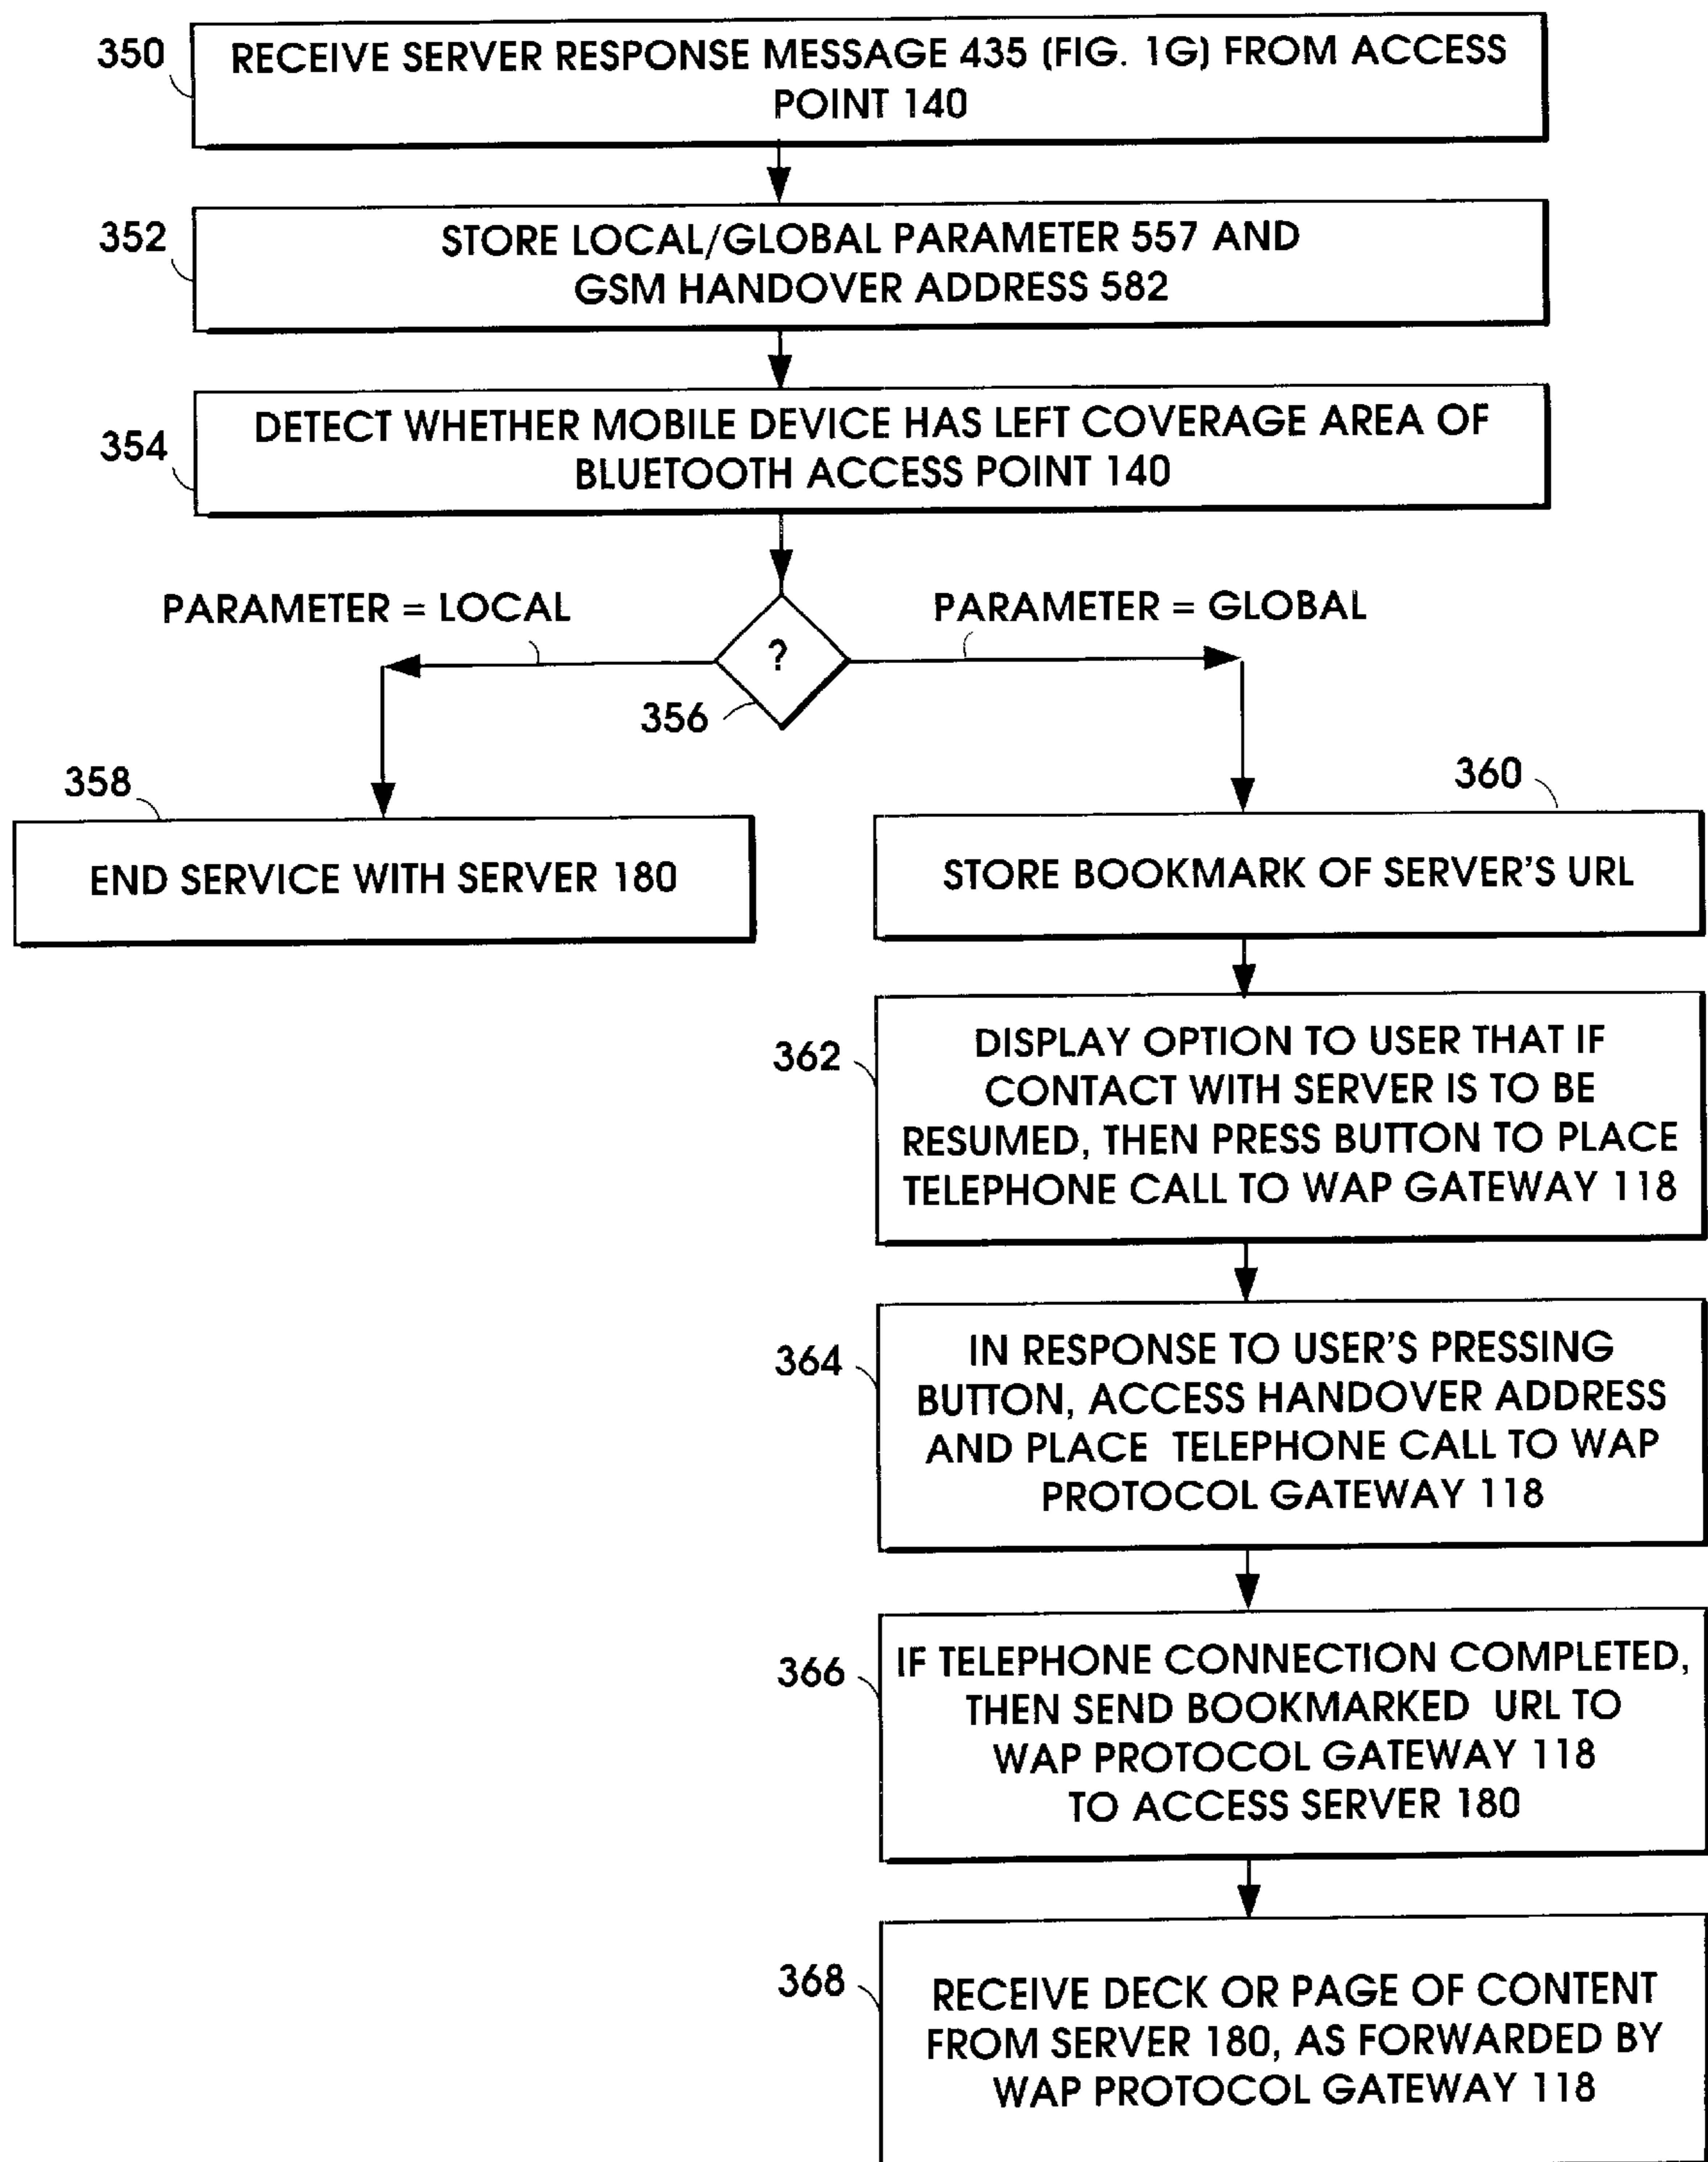 350
RECEIVE SERVER RESPONSE MESSAGE 435 (FIG. 1G) FROM ACCESS
POINT 140
352
STORE LOCAL/GLOBAL PARAMETER 557 AND
GSM HANDOVER ADDRESS 582
354
DETECT WHETHER MOBILE DEVICE HAS LEFT COVERAGE AREA OF
BLUETOOTH ACCESS POINT 140
PARAMETER = LOCAL
PARAMETER = GLOBAL
?
356
358
END SERVICE WITH SERVER 180
360
STORE BOOKMARK OF SERVER'S URL
362
DISPLAY OPTION TO USER THAT IF
CONTACT WITH SERVER IS TO BE
RESUMED, THEN PRESS BUTTON TO PLACE
TELEPHONE CALL TO WAP GATEWAY 118
364
IN RESPONSE TO USER'S PRESSING
BUTTON, ACCESS HANDOVER ADDRESS
AND PLACE TELEPHONE CALL TO WAP
PROTOCOL GATEWAY 118
366
IF TELEPHONE CONNECTION COMPLETED,
THEN SEND BOOKMARKED URL TO
WAP PROTOCOL GATEWAY 118
TO ACCESS SERVER 180
368
RECEIVE DECK OR PAGE OF CONTENT
FROM SERVER 180, AS FORWARDED BY
WAP PROTOCOL GATEWAY 118